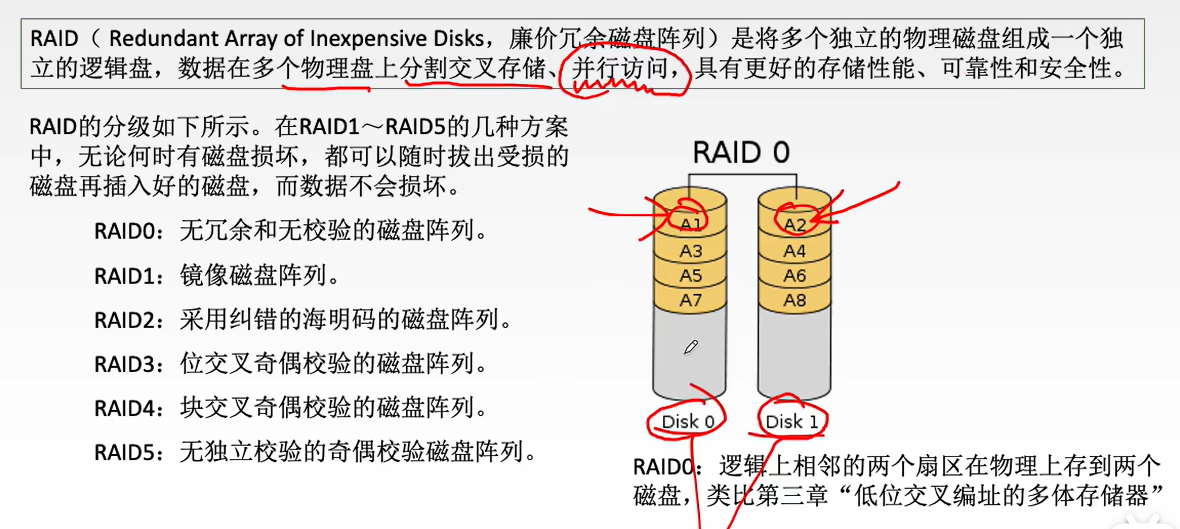 RAID（ Redundant Array of Inexpensive Disks，廉价冗余磁盘阵列）是将多个独立的物理磁盘组成一个独
立的逻辑盘，数据在多个物理盘上分割交叉存储、并行访问，具有更好的存储性能、可靠性和安全性。
RAID的分级如下所示。在RAID1～RAID5的几种方案
中，无论何时有磁盘损坏，都可以随时拔出受损的
磁盘再插入好的磁盘，而数据不会损坏。
RAID0：无冗余和无校验的磁盘阵列。
RAID1：镜像磁盘阵列。
RAID2：采用纠错的海明码的磁盘阵列。
RAID3：位交叉奇偶校验的磁盘阵列。
RAID4：块交叉奇偶校验的磁盘阵列。
RAID5：无独立校验的奇偶校验磁盘阵列。
RAID 0
A1 A2
A3 A4
A5 A6
A7 A8
Disk 0 Disk 1
RAID0：逻辑上相邻的两个扇区在物理上存到两个
磁盘，类比第三章“低位交叉编址的多体存储器”